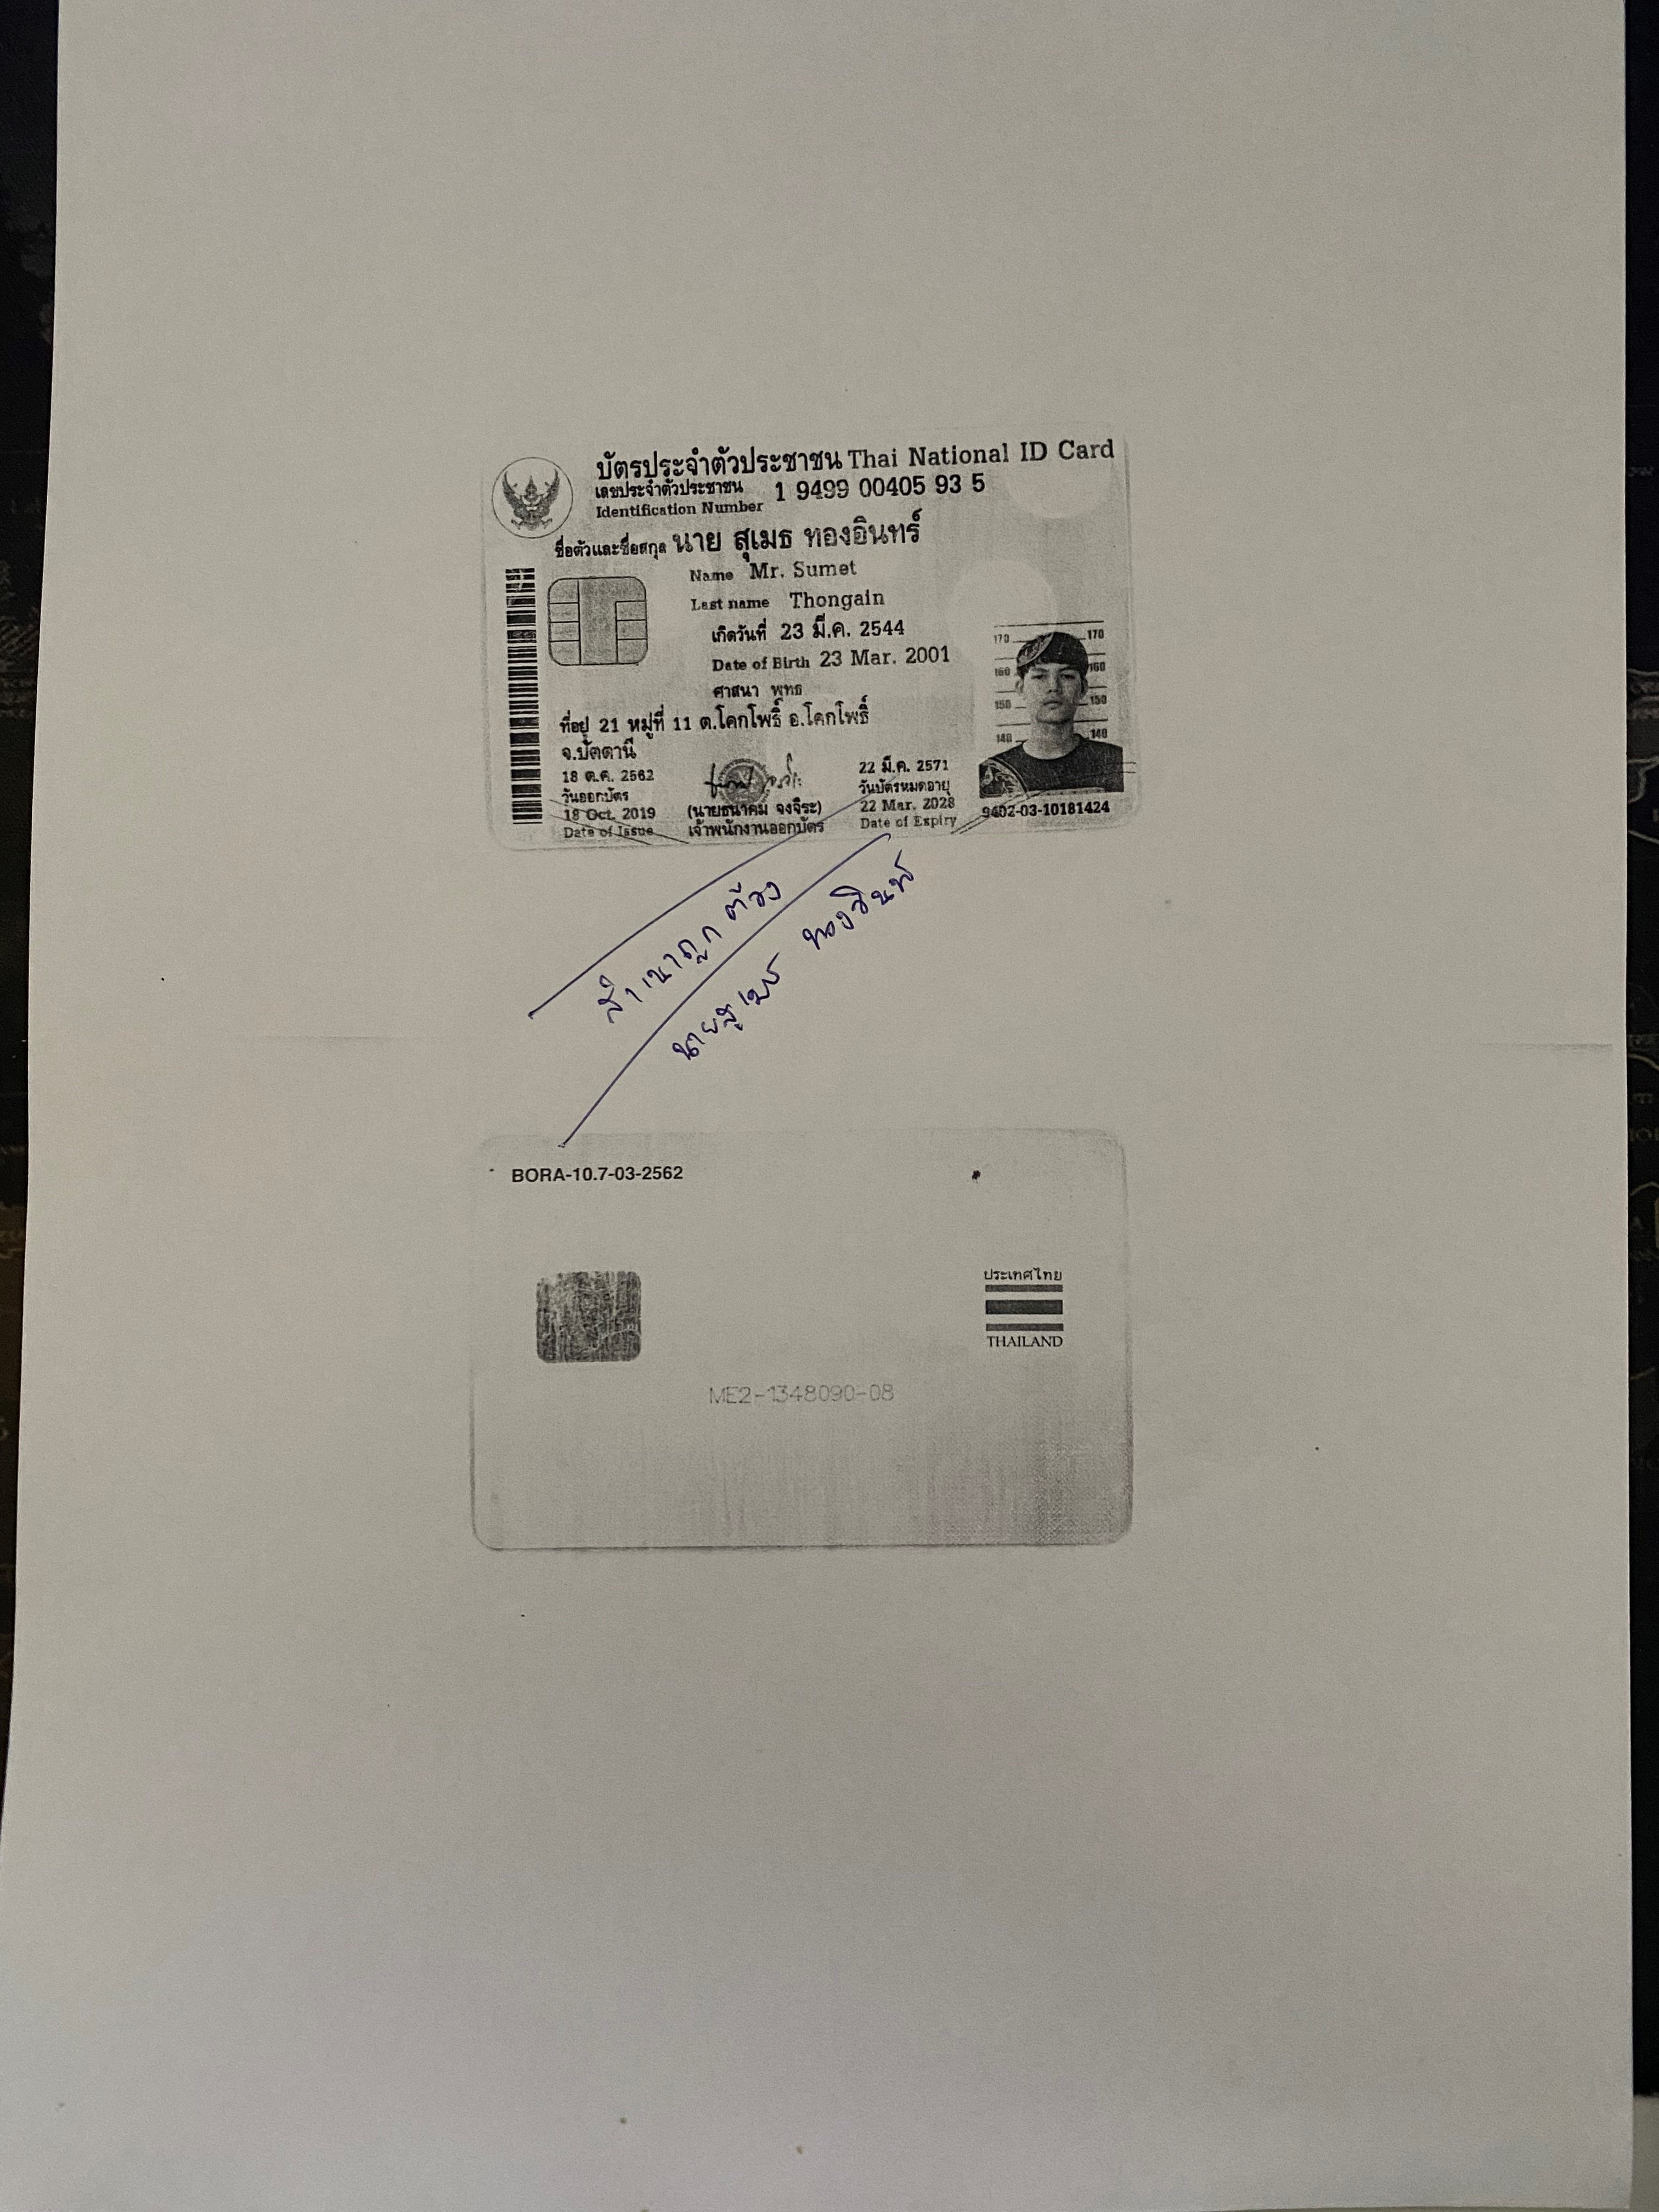 บัตรประจำตัวประชาชน Thai National ID Card
เลขประจำตัวประชาชน
Identification Number 1 9499 00405 93 5
ชื่อตัวและชื่อสกุล นาย สุเมธ ทองอินทร์
Name Mr. Sumet
Last name Thongain
เกิดวันที่ 23 มี.ค. 2544
Date of Birth 23 Mar. 2001
ศาสนา พุทธ
ที่อยู่ 21 หมู่ที่ 11 ต.โคกโพธิ์ อ.โคกโพธิ์
จ.ปัตตานี
18 ต.ค. 2562
วันออกบัตร
18 Oct. 2019
Date of Issue
(นายธนาคม จงจิระ)
เจ้าพนักงานออกบัตร
22 มี.ค. 2571
วันบัตรหมดอายุ
22 Mar. 2028
Date of Expiry
170 170
160 160
150 150
140 140
9402-03-10181424
สำเนาถูกต้อง
นายสุเมธ ทองอินทร์
BORA-10.7-03-2562
ประเทศไทย
THAILAND
ME2-1348090-08